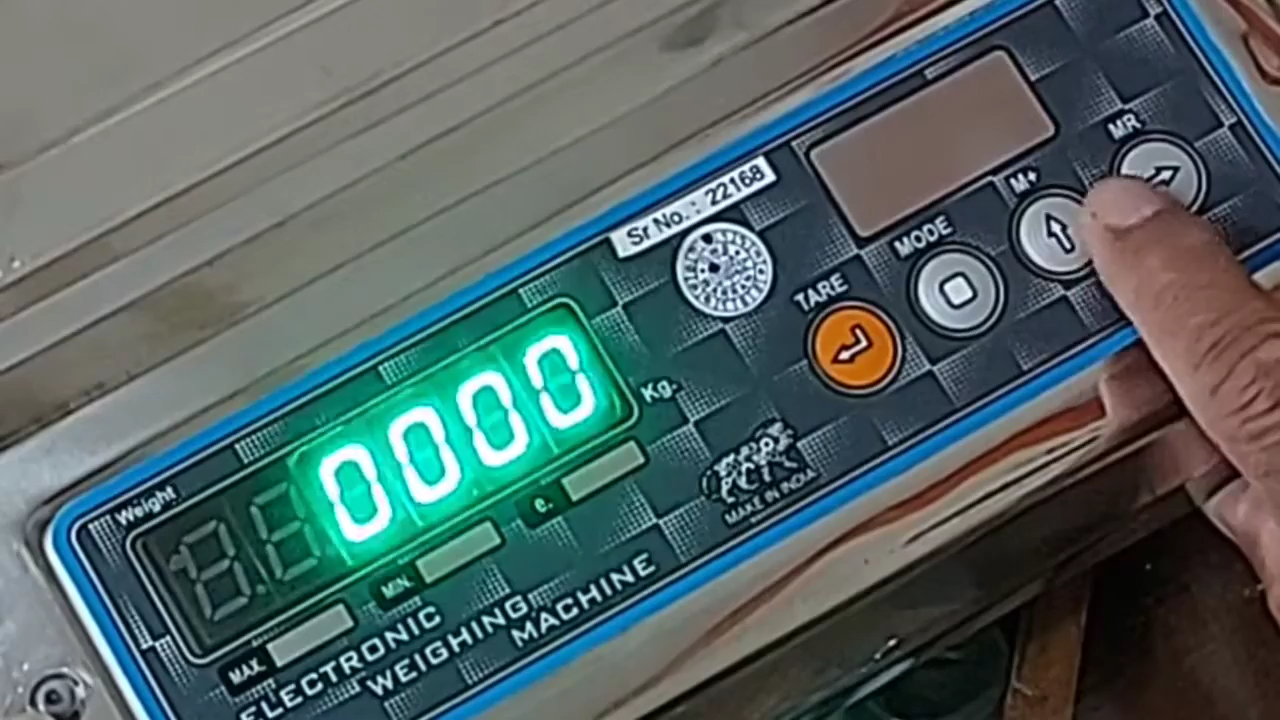 Sr No.: 22168
MR
M+
MODE
TARE
Weight
0000
Kg.
MAX.
MIN.
e.
MAKE IN INDIA
ELECTRONIC
WEIGHING
MACHINE